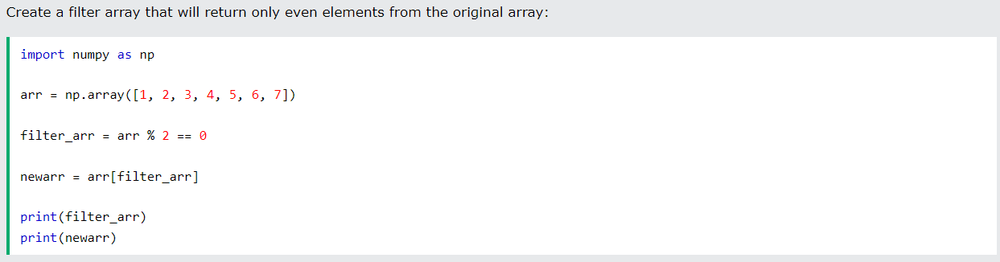 Create a filter array that will return only even elements from the original array:
import numpy as np
arr = np.array([1, 2, 3, 4, 5, 6, 7])
filter_arr = arr % 2 == 0
newarr = arr[filter_arr]
print(filter_arr)
print(newarr)